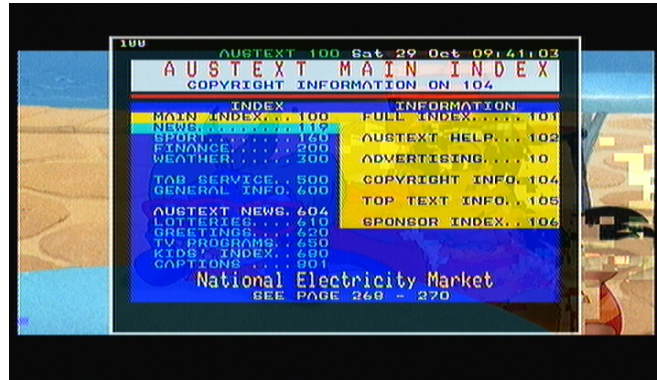 100
AUSTEXT 100 Sat 29 Oct 09:41:03
AUSTEXT MAIN INDEX
COPYRIGHT INFORMATION ON 104
INDEX
MAIN INDEX... 100
NEWS......... 119
SPORT....... 160
FINANCE..... 200
WEATHER..... 300
TAB SERVICE. 500
GENERAL INFO. 600
AUSTEXT NEWS. 604
LOTTERIES... 610
GREETINGS... 620
TV PROGRAMS. 650
KIDS' INDEX. 680
CAPTIONS ... 801
INFORMATION
FULL INDEX.... 101
AUSTEXT HELP.. 102
ADVERTISING.... 10
COPYRIGHT INFO. 104
TOP TEXT INFO.. 105
SPONSOR INDEX.. 106
National Electricity Market
SEE PAGE 268 - 270